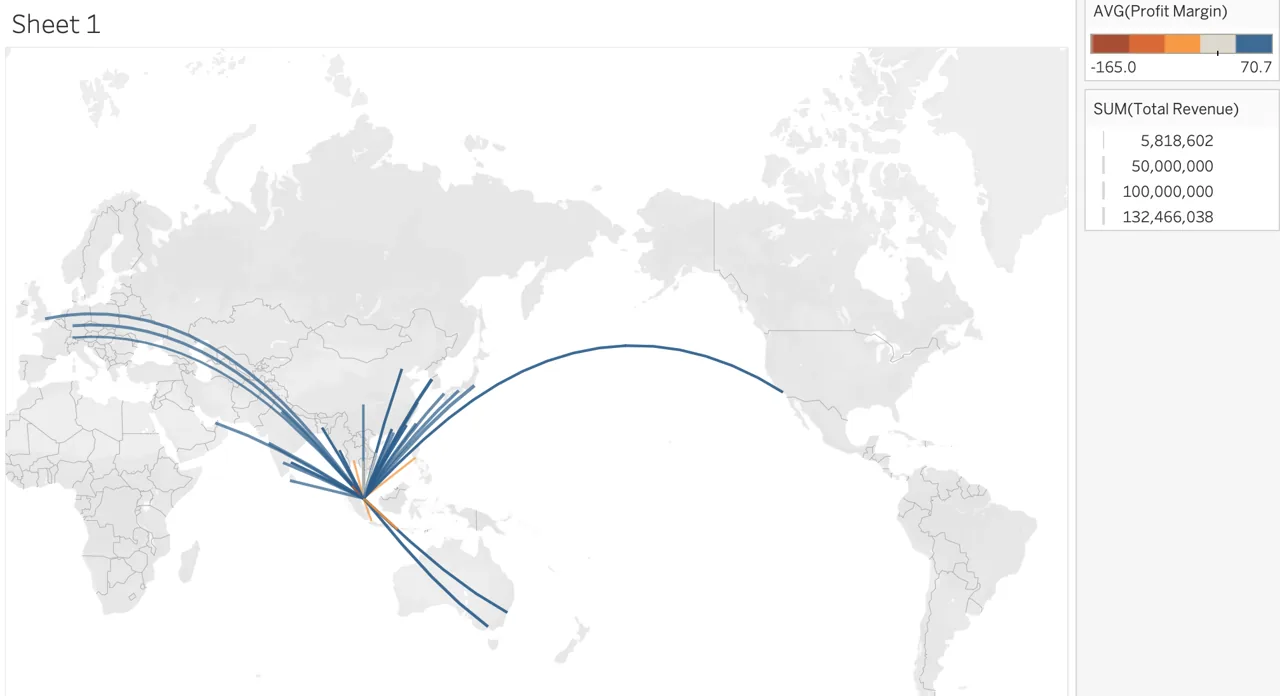 Sheet 1
AVG(Profit Margin)
-165.0 70.7
SUM(Total Revenue)
5,818,602
50,000,000
100,000,000
132,466,038